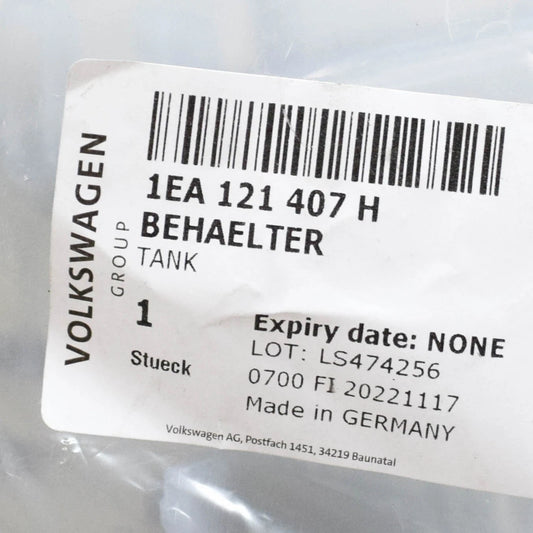 VOLKSWAGEN
GROUP
1EA 121 407 H
BEHAELTER
TANK
1
Stueck
Expiry date: NONE
LOT: LS474256
0700 FI 20221117
Made in GERMANY
Volkswagen AG, Postfach 1451, 34219 Baunatal